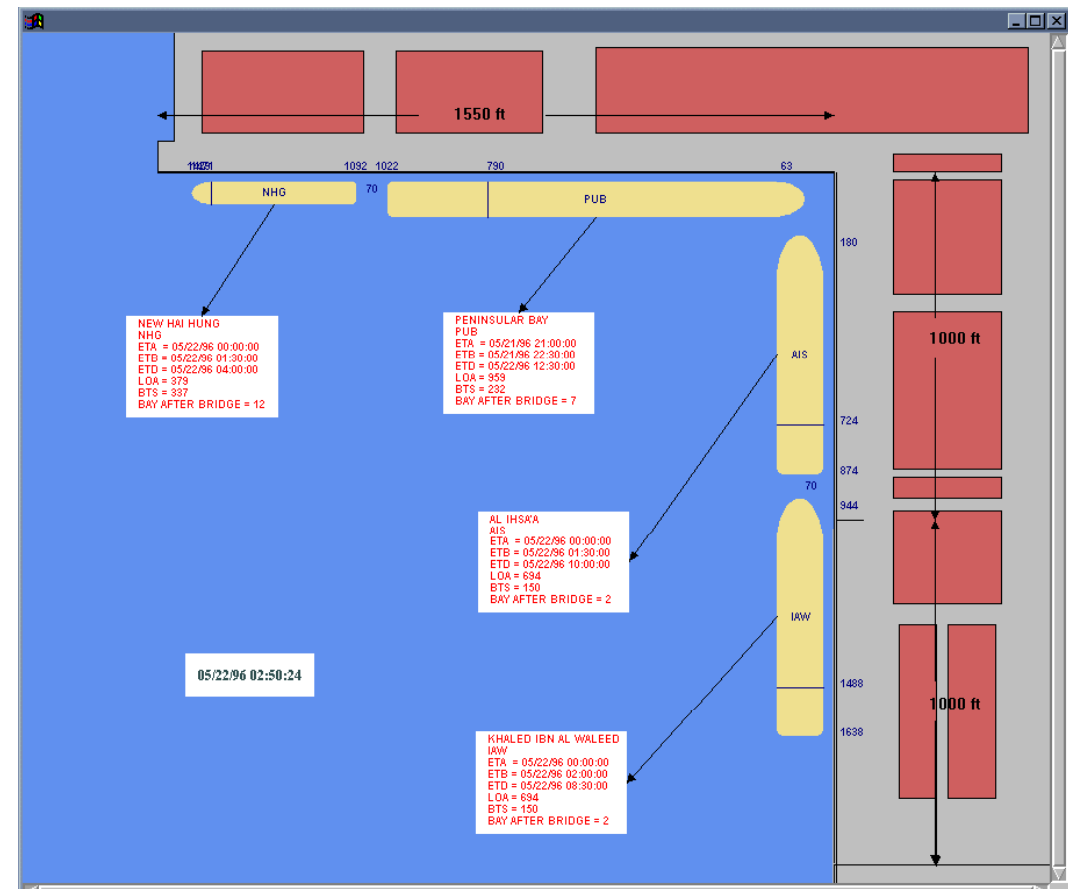 1550 ft
1092
1022
790
63
NHG
70
PUB
180
1000 ft
NEW HAI HUNG
NHG
ETA = 05/22/96 00:00:00
ETB = 05/22/96 01:30:00
ETD = 05/22/96 04:00:00
LOA = 379
BTS = 337
BAY AFTER BRIDGE = 12
PENINSULAR BAY
PUB
ETA = 05/21/96 21:00:00
ETB = 05/21/96 22:30:00
ETD = 05/22/96 12:30:00
LOA = 959
BTS = 232
BAY AFTER BRIDGE = 7
AIS
724
874
70
944
AL IHSA'A
AIS
ETA = 05/22/96 00:00:00
ETB = 05/22/96 01:30:00
ETD = 05/22/96 10:00:00
LOA = 694
BTS = 150
BAY AFTER BRIDGE = 2
IAW
05/22/96 02:50:24
1488
1000 ft
1638
KHALED IBN AL WALEED
IAW
ETA = 05/22/96 00:00:00
ETB = 05/22/96 02:00:00
ETD = 05/22/96 08:30:00
LOA = 694
BTS = 150
BAY AFTER BRIDGE = 2